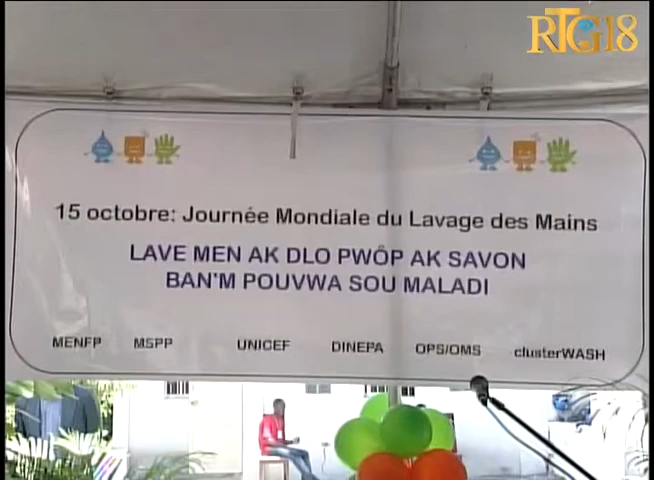 RTG18
15 octobre: Journée Mondiale du Lavage des Mains
LAVE MEN AK DLO PWÒP AK SAVON
BAN'M POUVWA SOU MALADI
MENFP MSPP UNICEF DINEPA OPS/OMS clusterWASH